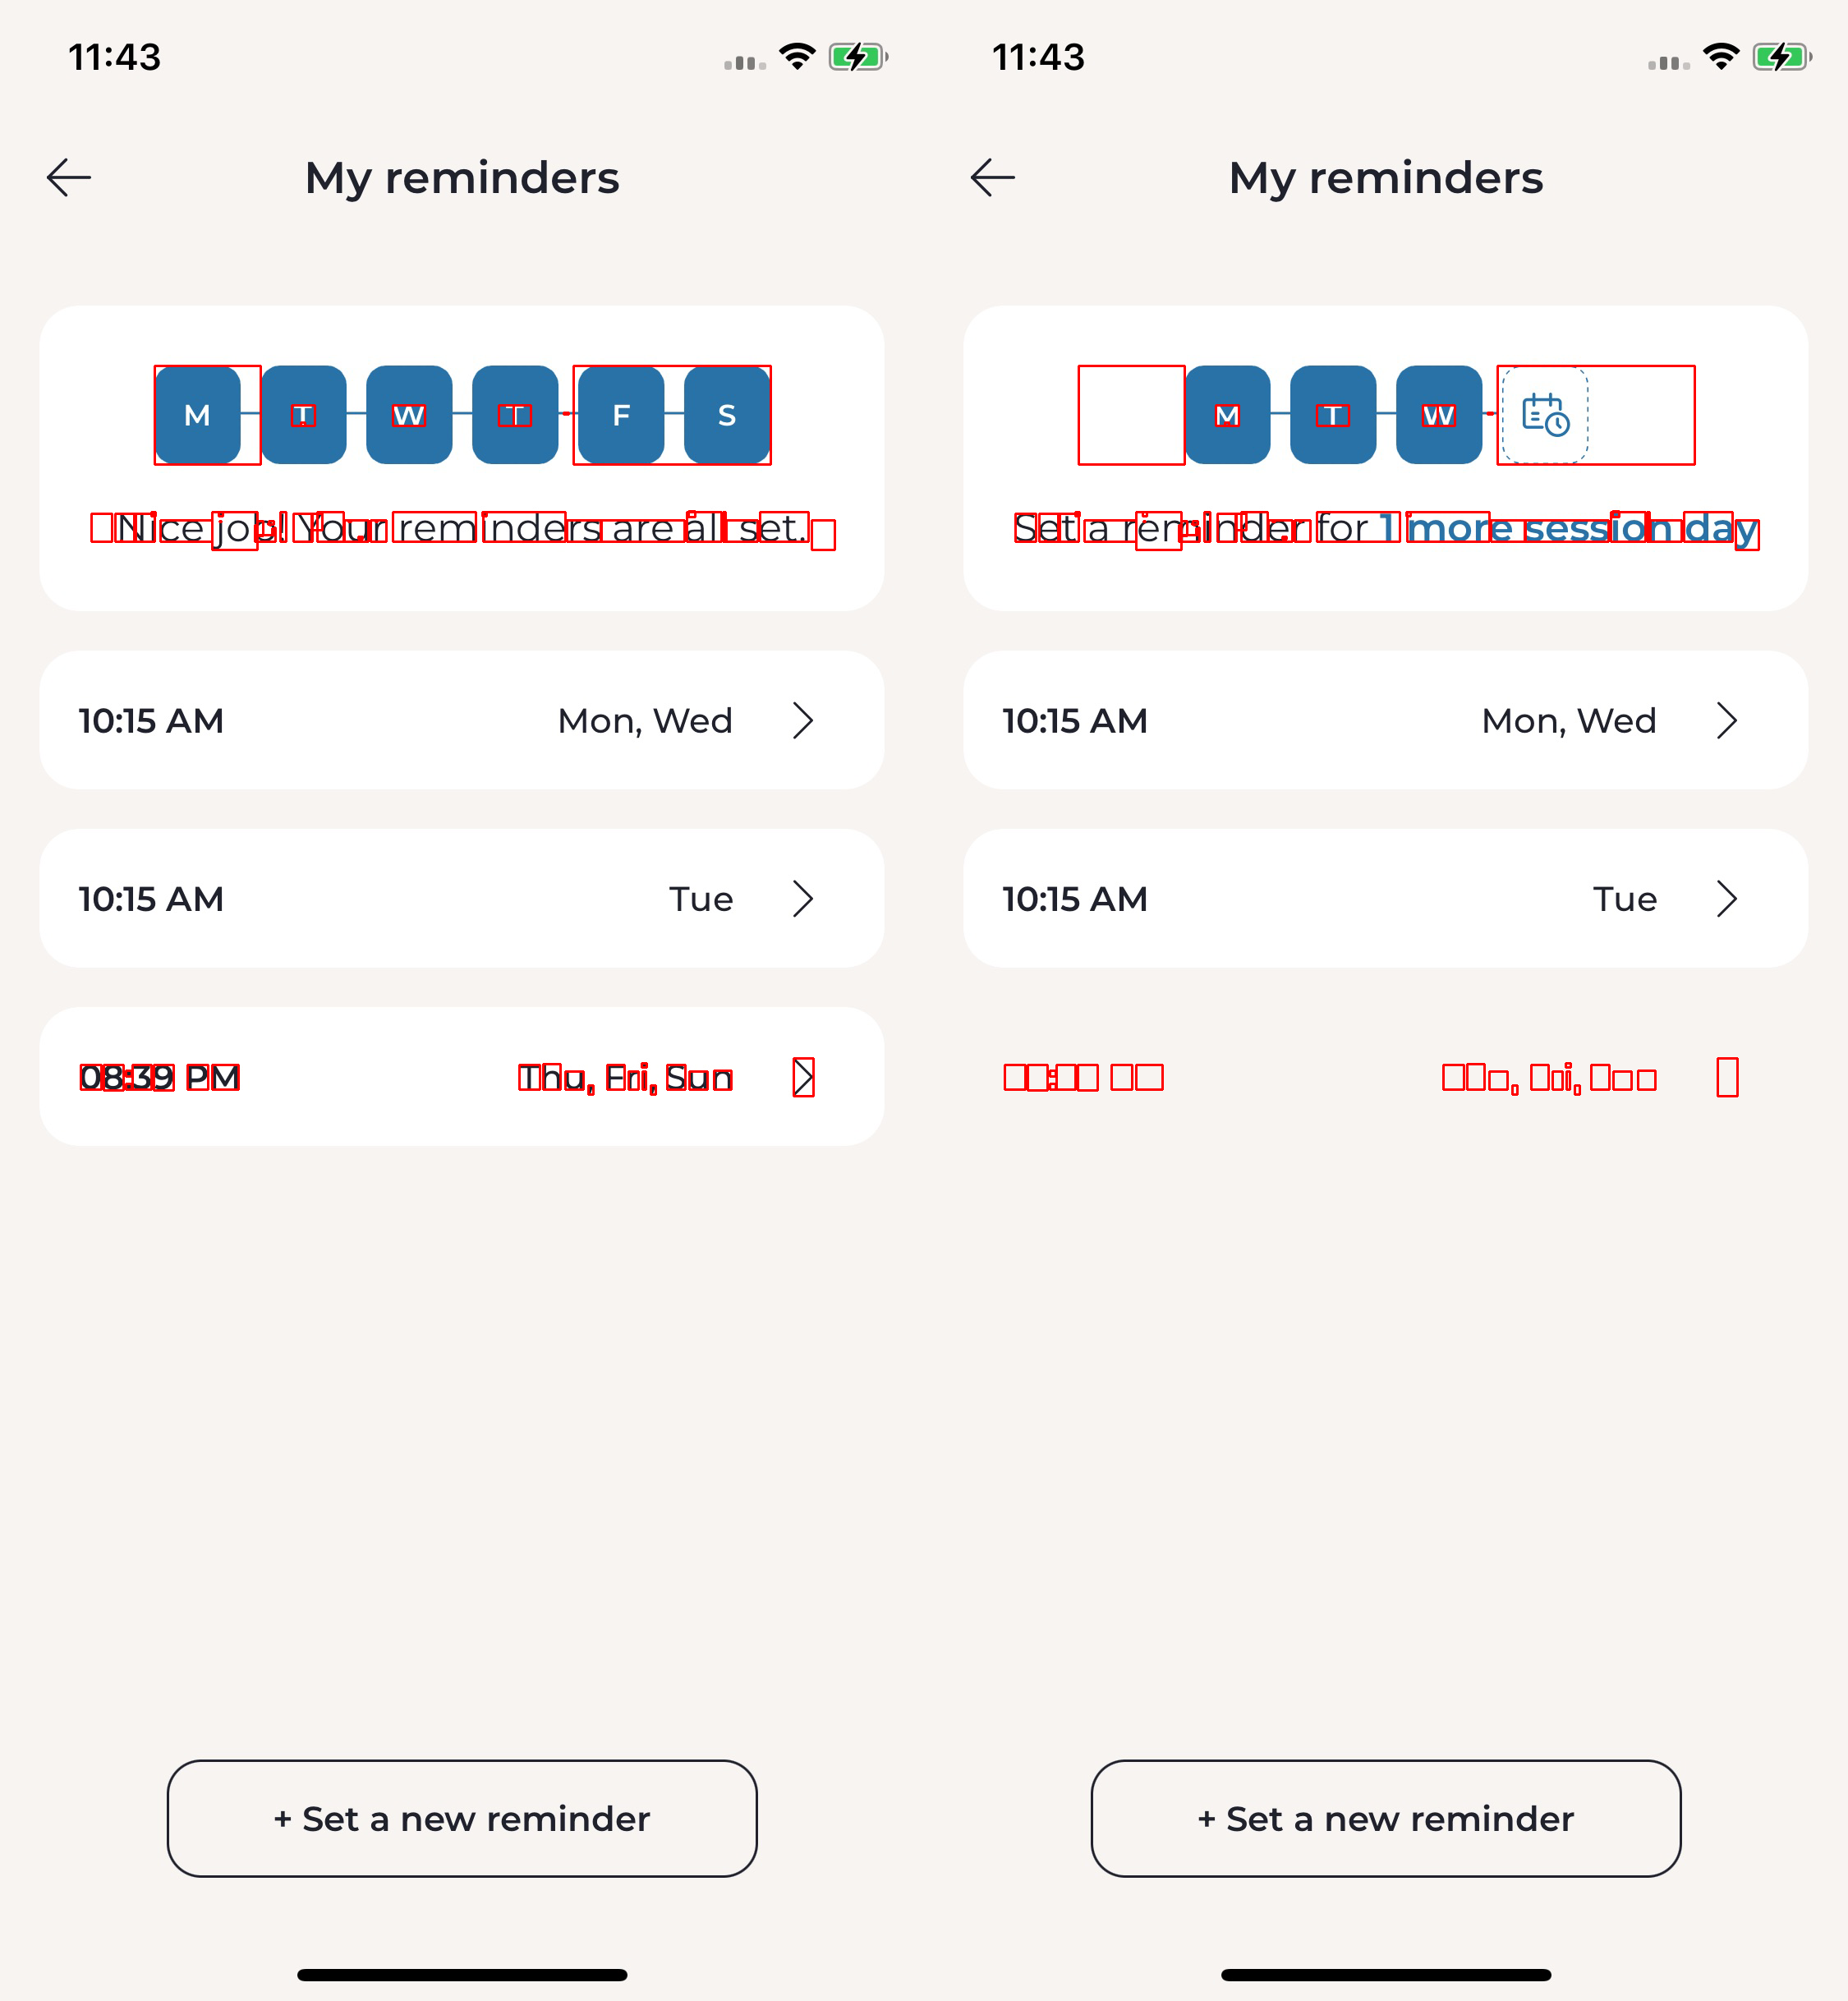 11:43
My reminders
M T W T F S
Nice job! Your reminders are all set.
10:15 AM Mon, Wed
10:15 AM Tue
08:39 PM Thu, Fri, Sun
+ Set a new reminder
11:43
My reminders
M T W
Set a reminder for 1 more session day
10:15 AM Mon, Wed
10:15 AM Tue
+ Set a new reminder